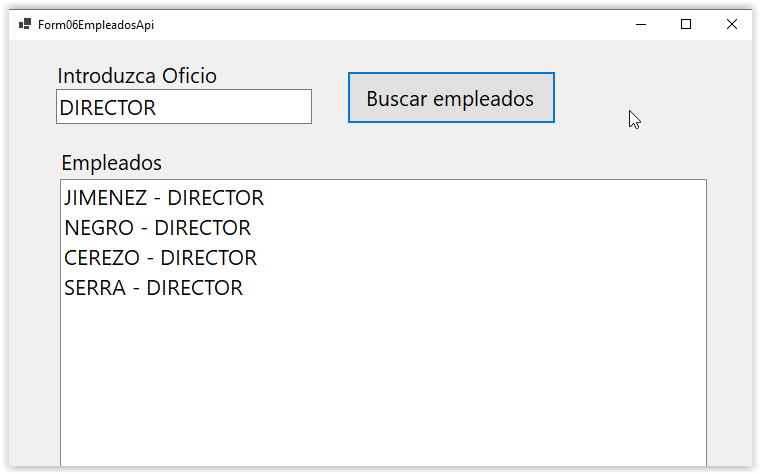 Form06EmpleadosApi
Introduzca Oficio
DIRECTOR
Buscar empleados
Empleados
JIMENEZ - DIRECTOR
NEGRO - DIRECTOR
CEREZO - DIRECTOR
SERRA - DIRECTOR